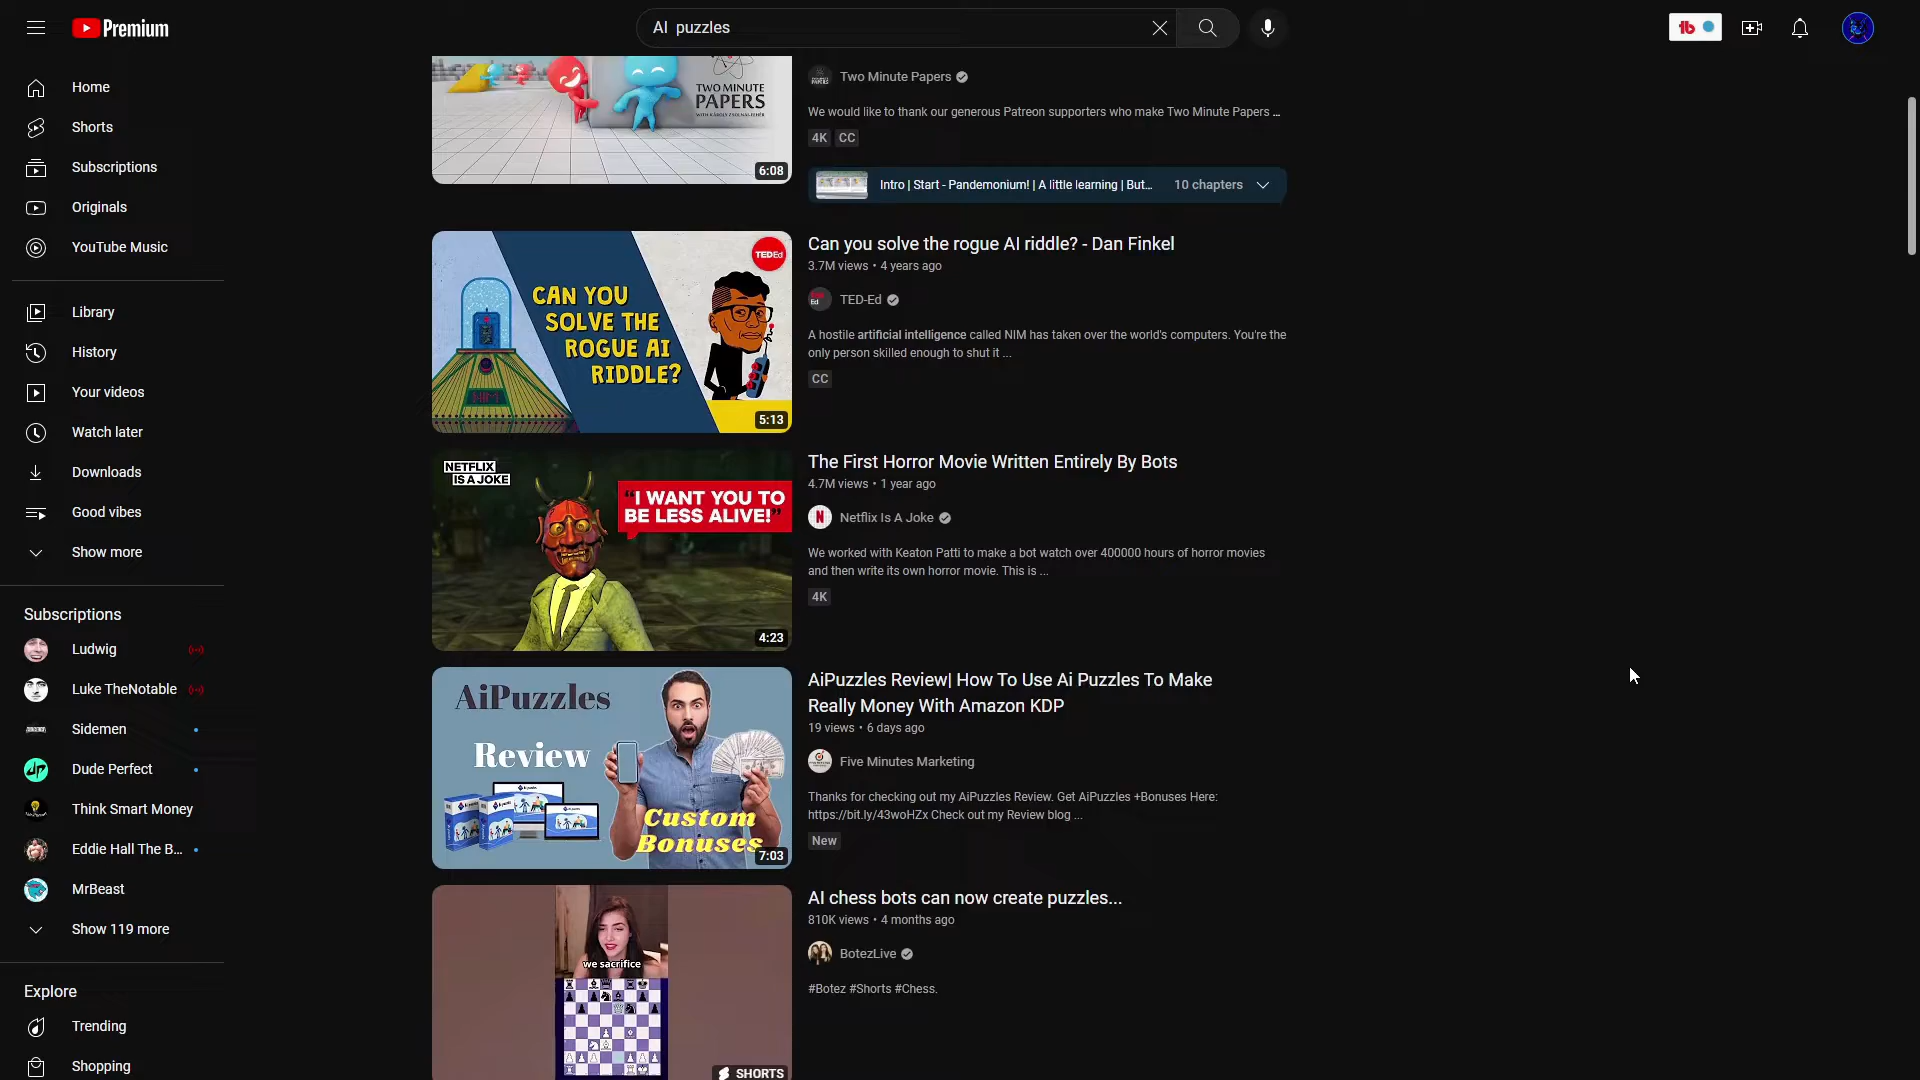 Premium
AI puzzles
Home
Shorts
Subscriptions
Originals
YouTube Music
Library
History
Your videos
Watch later
Downloads
Good vibes
Show more
Subscriptions
Ludwig
Luke TheNotable
Sidemen
Dude Perfect
Think Smart Money
Eddie Hall The B...
MrBeast
Show 119 more
Explore
Trending
Shopping
TWO MINUTE
PAPERS
WITH KÁROLY ZSOLNAI-FEHÉR
6:08
Two Minute Papers
We would like to thank our generous Patreon supporters who make Two Minute Papers ...
4K CC
Intro | Start - Pandemonium! | A little learning | But... 10 chapters
TEDEd
CAN YOU
SOLVE THE
ROGUE AI
RIDDLE?
NIM
5:13
Can you solve the rogue AI riddle? - Dan Finkel
3.7M views • 4 years ago
TED-Ed
A hostile artificial intelligence called NIM has taken over the world's computers. You're the
only person skilled enough to shut it ...
CC
NETFLIX
IS A JOKE
"I WANT YOU TO
BE LESS ALIVE!"
4:23
The First Horror Movie Written Entirely By Bots
4.7M views • 1 year ago
Netflix Is A Joke
We worked with Keaton Patti to make a bot watch over 400000 hours of horror movies
and then write its own horror movie. This is ...
4K
AiPuzzles
Review
Custom
Bonuses
7:03
AiPuzzles Review| How To Use Ai Puzzles To Make
Really Money With Amazon KDP
19 views • 6 days ago
Five Minutes Marketing
Thanks for checking out my AiPuzzles Review. Get AiPuzzles +Bonuses Here:
https://bit.ly/43woHZx Check out my Review blog ...
New
we sacrifice
SHORTS
AI chess bots can now create puzzles...
810K views • 4 months ago
BotezLive
#Botez #Shorts #Chess.